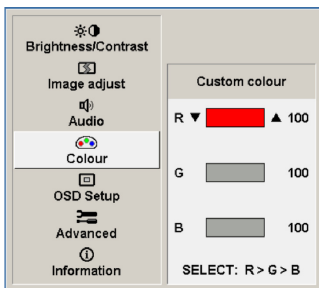 Brightness/Contrast
Image adjust
Audio
Colour
OSD Setup
Advanced
Information
Custom colour
R ▼ ▲ 100
G 100
B 100
SELECT: R > G > B